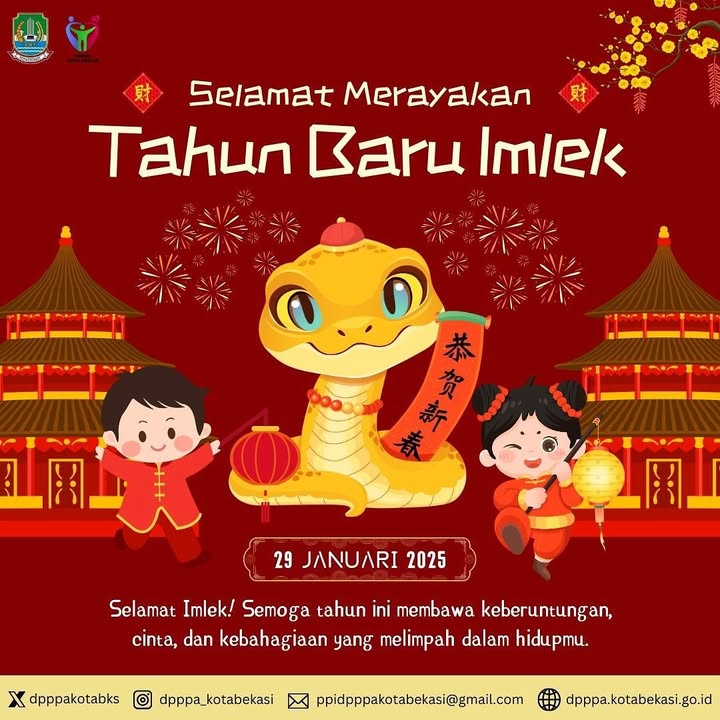 Selamat Merayakan
財
財
Tahun Baru Imlek
恭贺新春
29 JANUARI 2025
Selamat Imlek! Semoga tahun ini membawa keberuntungan,
cinta, dan kebahagiaan yang melimpah dalam hidupmu.
dpppakotabks dpppa_kotabekasi ppidpppakotabekasi@gmail.com dpppa.kotabekasi.go.id